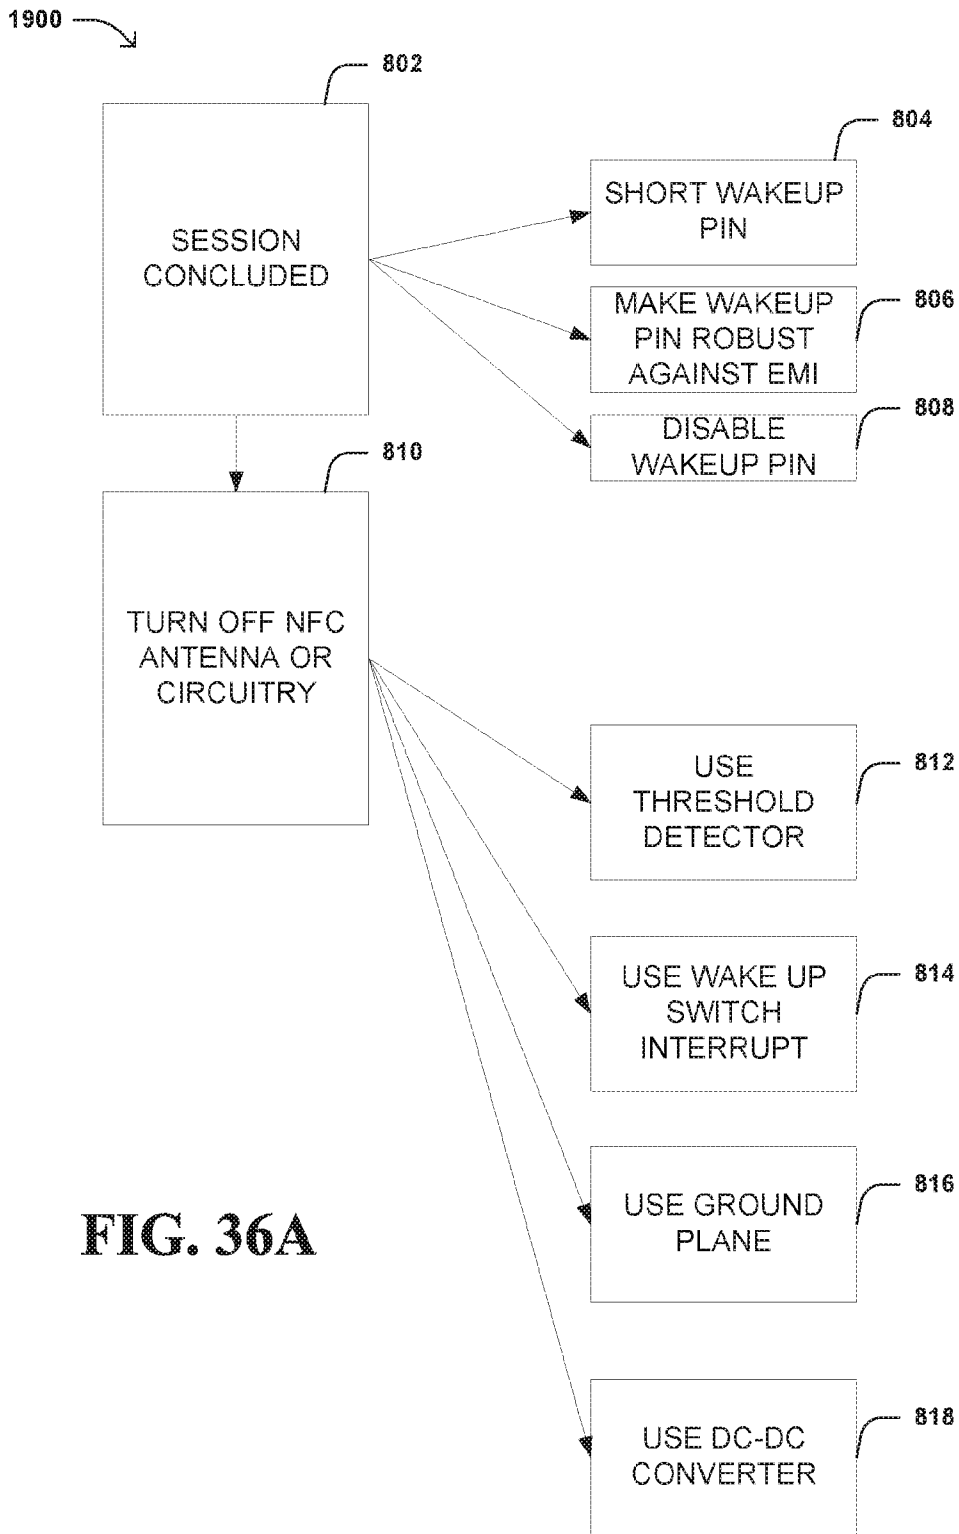 1900
802
SESSION
CONCLUDED
804
SHORT WAKEUP
PIN
806
MAKE WAKEUP
PIN ROBUST
AGAINST EMI
808
DISABLE
WAKEUP PIN
810
TURN OFF NFC
ANTENNA OR
CIRCUITRY
812
USE
THRESHOLD
DETECTOR
814
USE WAKE UP
SWITCH
INTERRUPT
816
USE GROUND
PLANE
818
USE DC-DC
CONVERTER
FIG. 36A